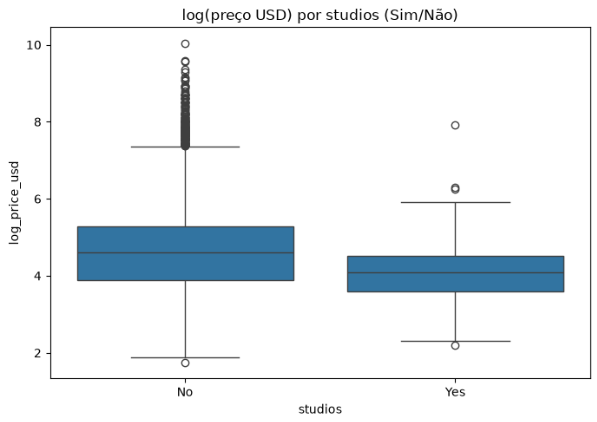 log(preço USD) por studios (Sim/Não)
10
8
6
4
2
log_price_usd
No
Yes
studios